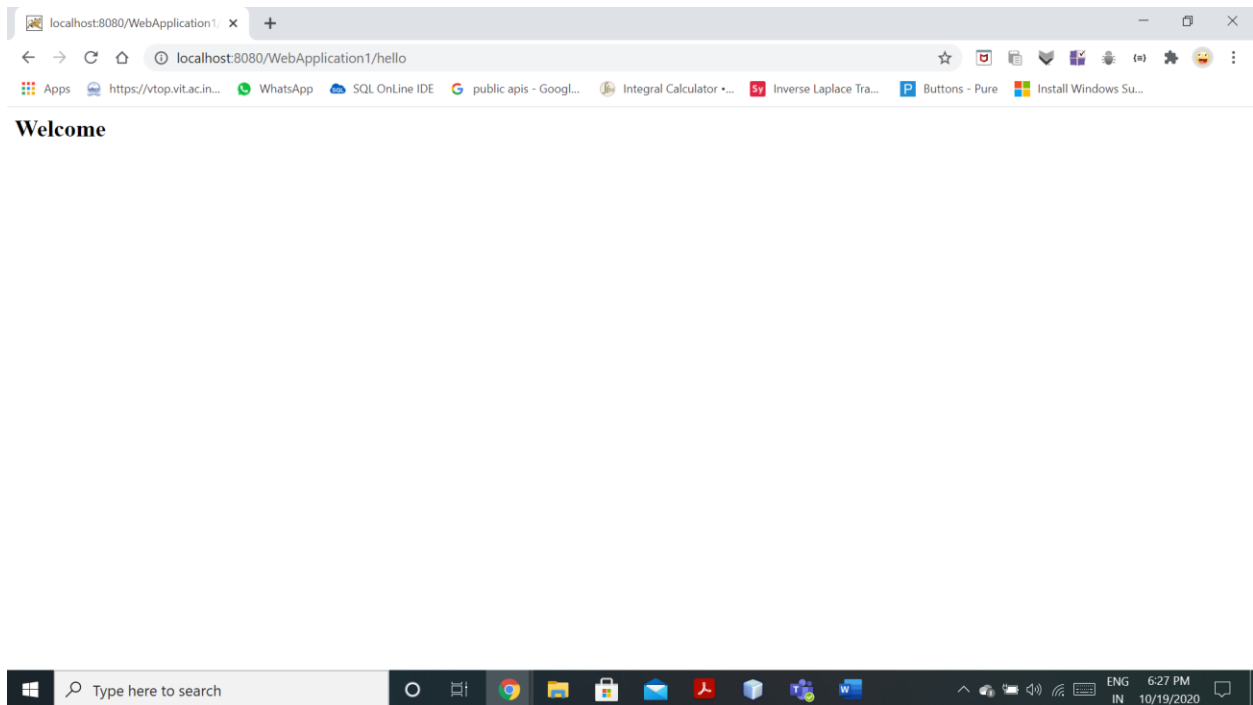 localhost:8080/WebApplication1/
localhost:8080/WebApplication1/hello
Apps https://vtop.vit.ac.in... WhatsApp SQL OnLine IDE public apis - Googl... Integral Calculator •... Sy Inverse Laplace Tra... P Buttons - Pure Install Windows Su...
Welcome
Type here to search
ENG 6:27 PM
IN 10/19/2020